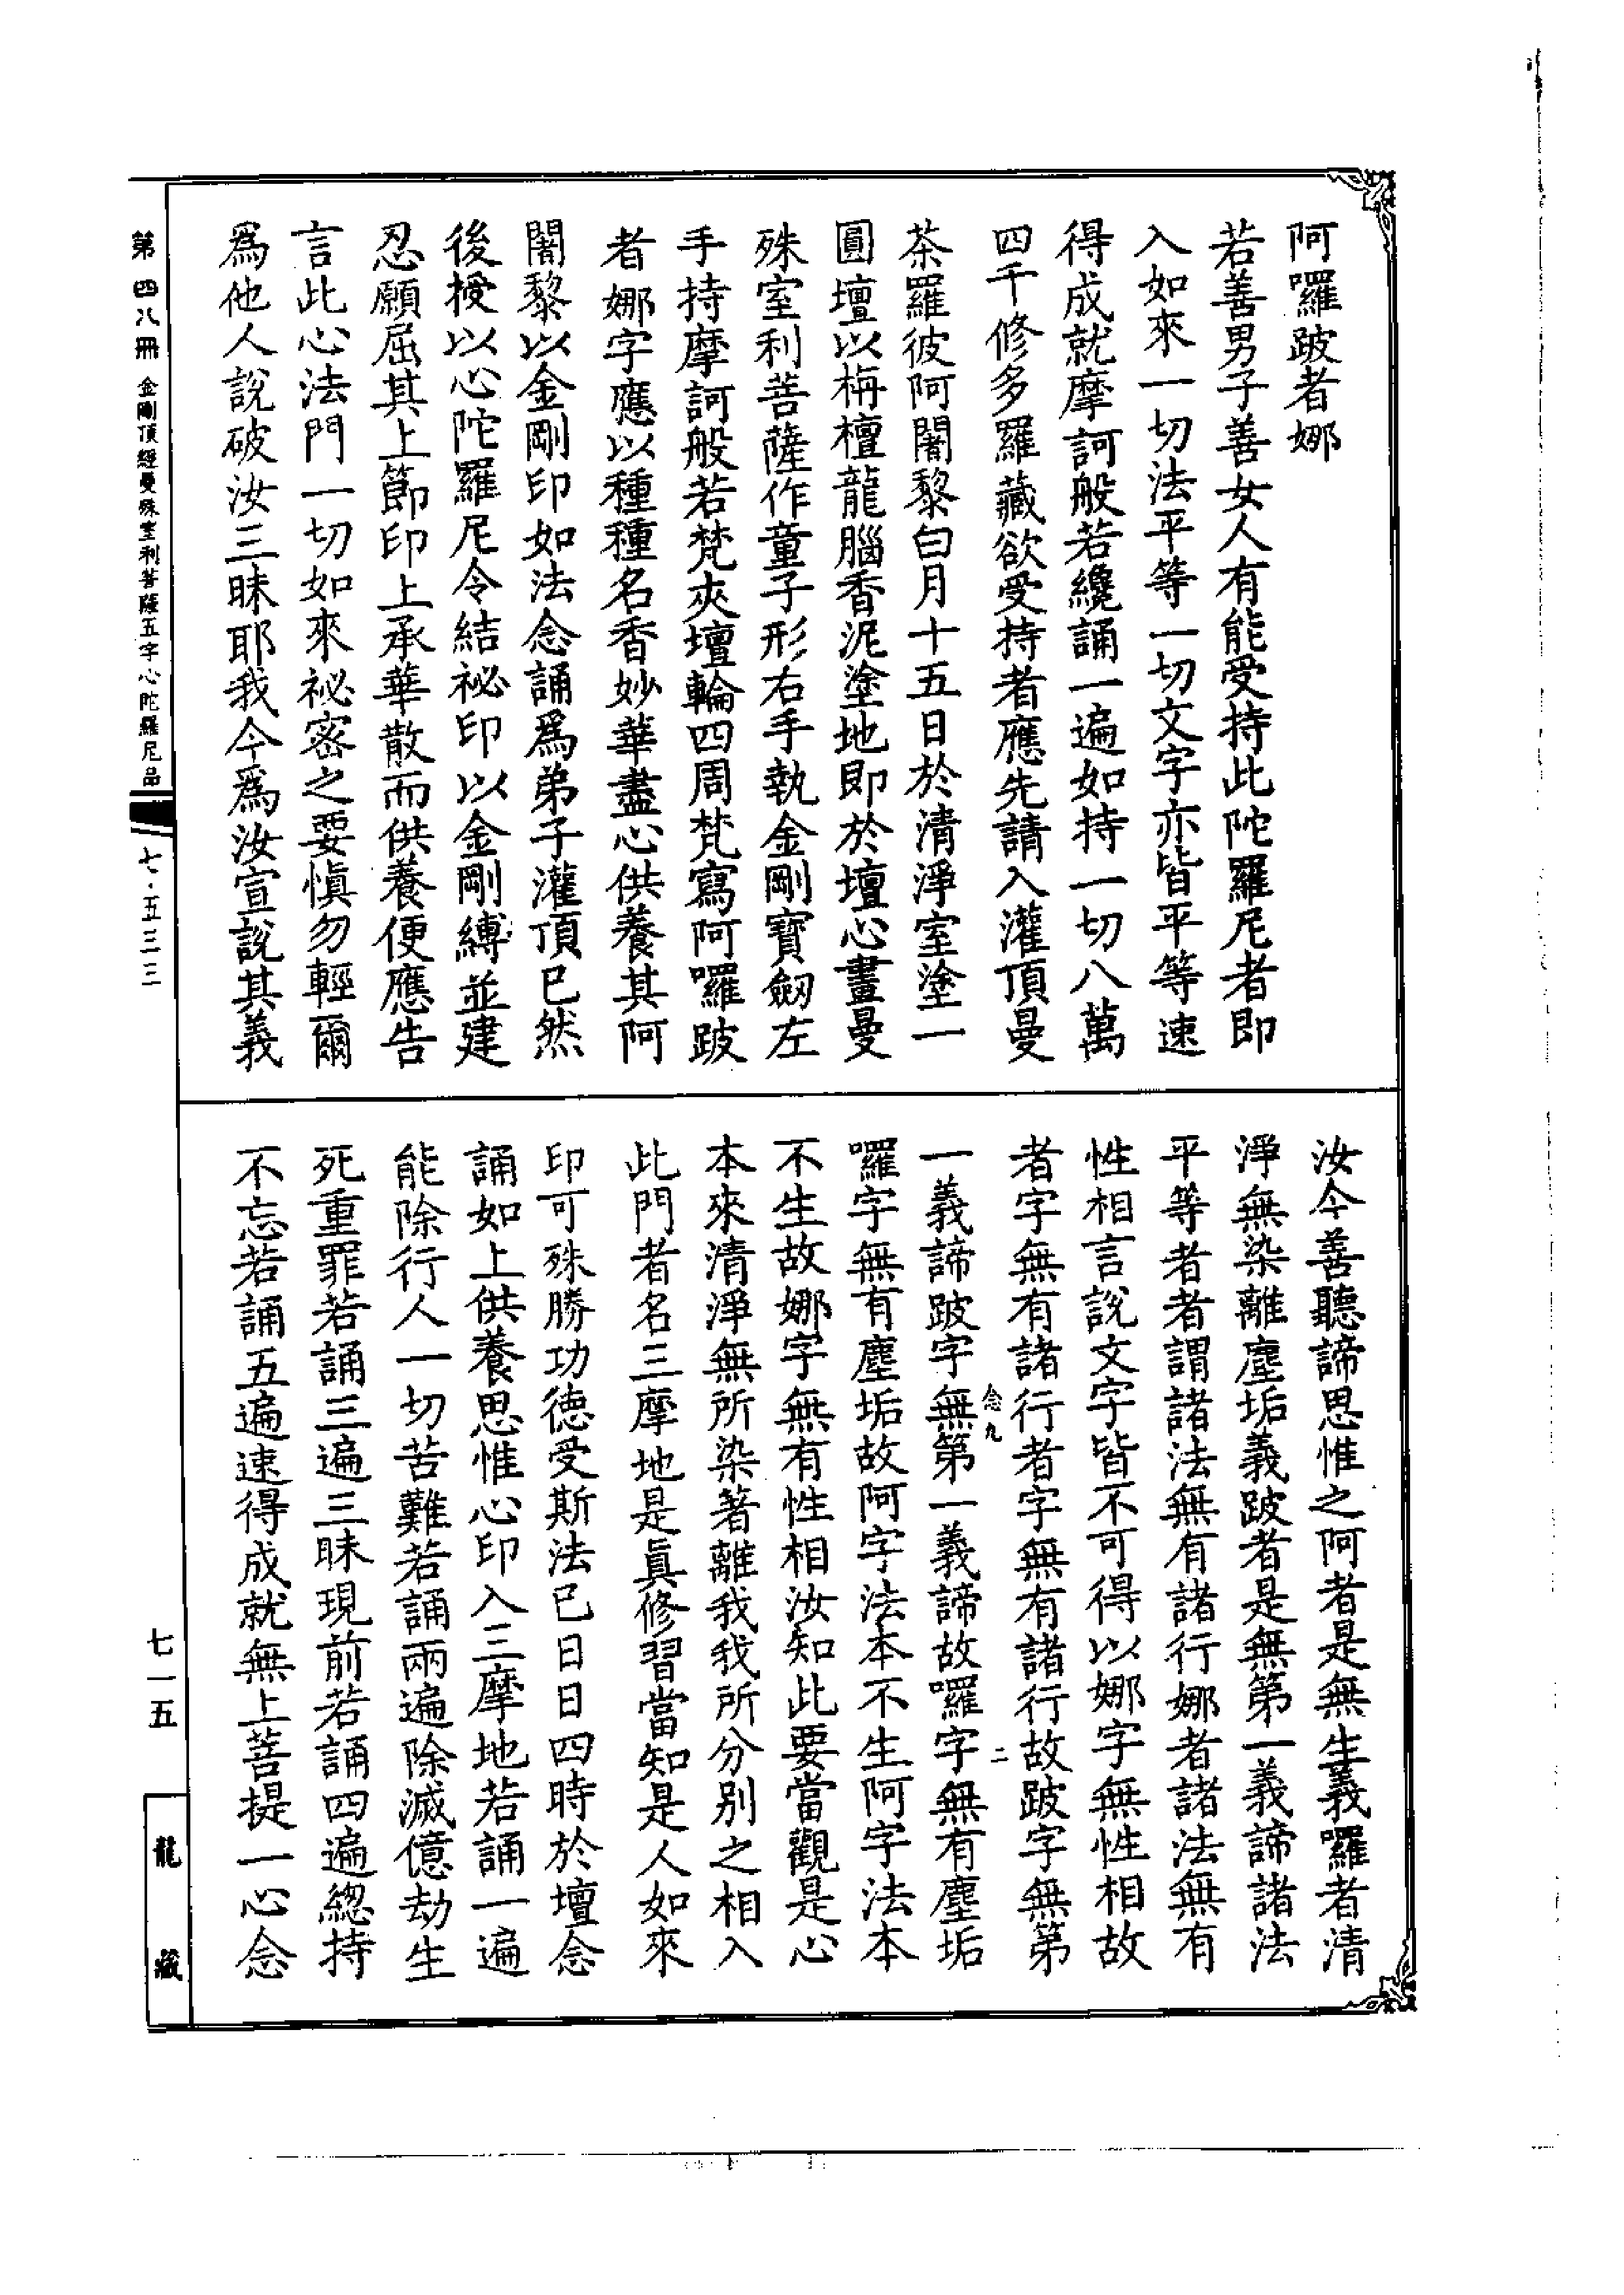 阿囉跛者娜
若善男子善女人有能受持此陀羅尼者即
入如來一切法平等一切文字亦皆平等速
得成就摩訶般若纔誦一遍如持一切八萬
四千修多羅藏欲受持者應先請入灌頂曼
茶羅彼阿闍黎白月十五日於清淨室塗一
圓壇以栴檀龍腦香泥塗地即於壇心畫曼
殊室利菩薩作童子形右手執金剛寶劒左
手持摩訶般若梵夾壇輪四周梵寫阿囉跛
者娜字應以種種名香妙華盡心供養其阿
闍黎以金剛印如法念誦為弟子灌頂已然
後授以心陀羅尼令結祕印以金剛縛並建
忍願屈其上節印上承華散而供養便應告
言此心法門一切如來祕密之要慎勿輕爾
為他人說破汝三昧耶我今為汝宣說其義
汝今善聽諦思惟之阿者是無生義囉者清
淨無染離塵垢義跛者是無第一義諦諸法
平等者者謂諸法無有諸行娜者諸法無有
性相言說文字皆不可得以娜字無性相故
者字無有諸行者字無有諸行故跛字無第
一義諦跛字無第一義諦故囉字無有塵垢
囉字無有塵垢故阿字法本不生阿字法本
不生故娜字無有性相汝知此要當觀是心
本來清淨無所染著離我我所分別之相入
此門者名三摩地是真修習當知是人如來
印可殊勝功德受斯法已日日四時於壇念
誦如上供養思惟心印入三摩地若誦一遍
能除行人一切苦難若誦兩遍除滅億劫生
死重罪若誦三遍三昧現前若誦四遍緫持
不忘若誦五遍速得成就無上菩提一心念
念九
二
第四八冊 金剛頂經曼殊室利菩薩五字心陀羅尼品
七·五三三
七一五
龍藏